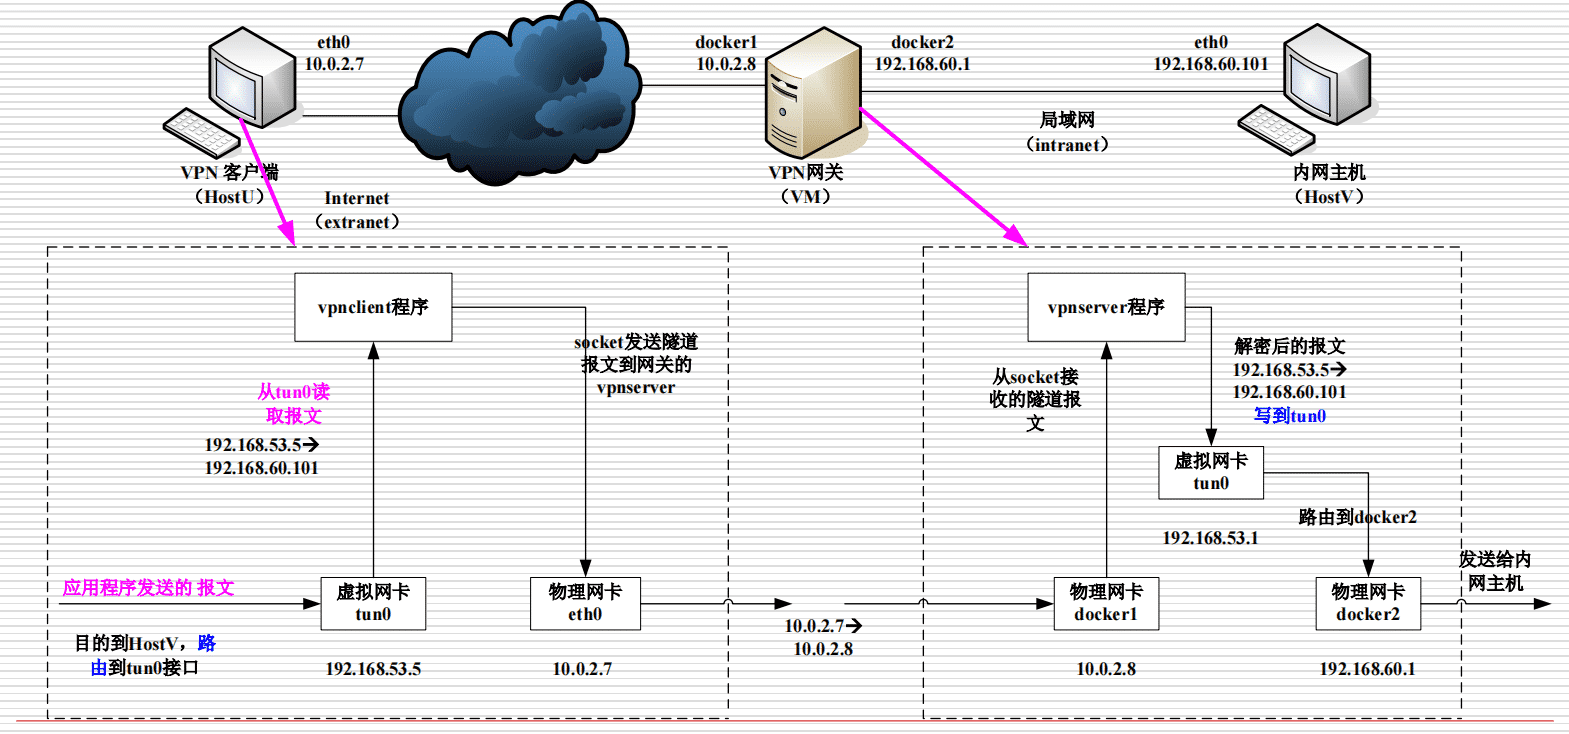 eth0
10.0.2.7
docker1
10.0.2.8
docker2
192.168.60.1
eth0
192.168.60.101
局域网
（intranet）
VPN 客户端
（HostU）
Internet
（extranet）
VPN网关
（VM）
内网主机
（HostV）
vpnclient程序
socket发送隧道
报文到网关的
vpnserver
从tun0读
取报文
192.168.53.5→
192.168.60.101
应用程序发送的 报文
目的到HostV，路
由到tun0接口
虚拟网卡
tun0
192.168.53.5
物理网卡
eth0
10.0.2.7
10.0.2.7→
10.0.2.8
vpnserver程序
从socket接
收的隧道报
文
解密后的报文
192.168.53.5→
192.168.60.101
写到tun0
虚拟网卡
tun0
192.168.53.1
路由到docker2
物理网卡
docker1
10.0.2.8
物理网卡
docker2
192.168.60.1
发送给内
网主机